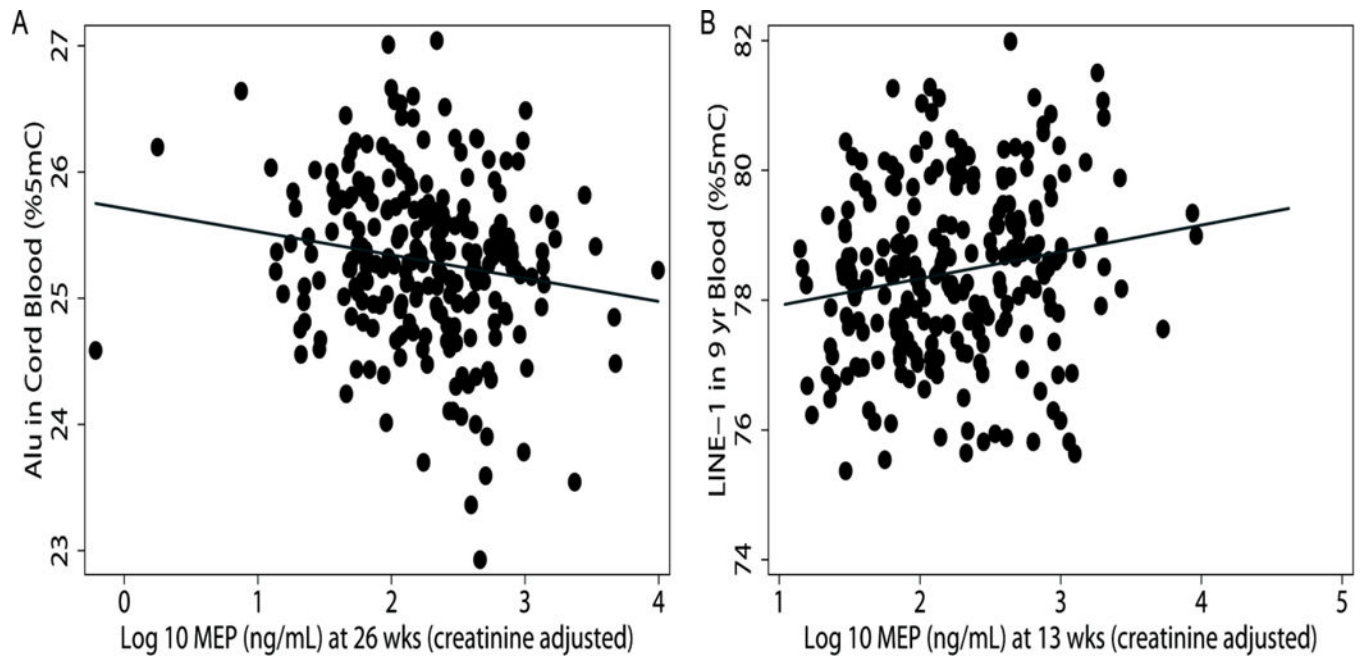 A
Alu in Cord Blood (%5mC)
27
26
25
24
23
0 1 2 3 4
Log 10 MEP (ng/mL) at 26 wks (creatinine adjusted)
B
LINE−1 in 9 yr Blood (%5mC)
82
80
78
76
74
1 2 3 4 5
Log 10 MEP (ng/mL) at 13 wks (creatinine adjusted)